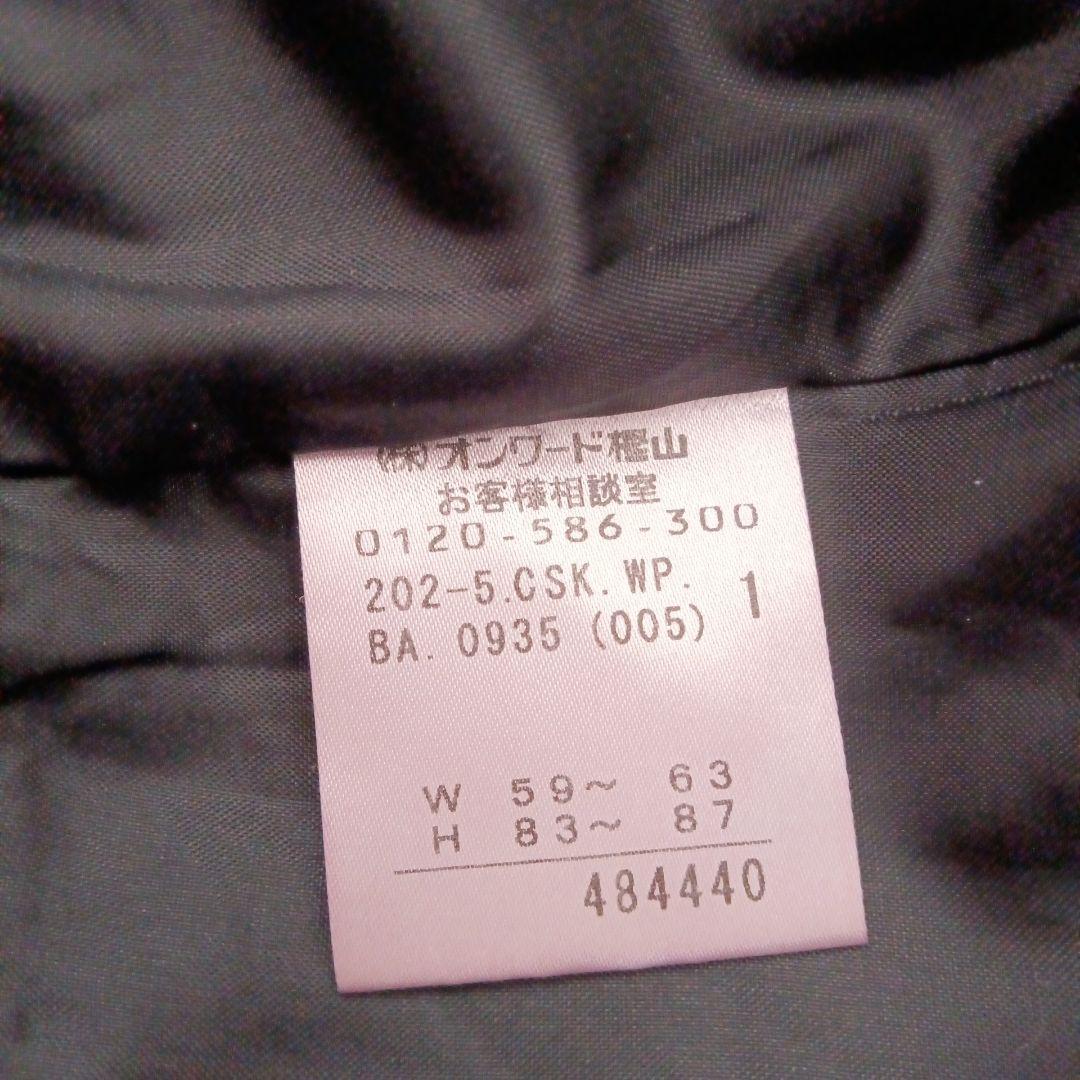 (株)オンワード樫山
お客様相談室
0120-586-300
202-5.CSK.WP.
BA. 0935 (005) 1
W 59～ 63
H 83～ 87
484440